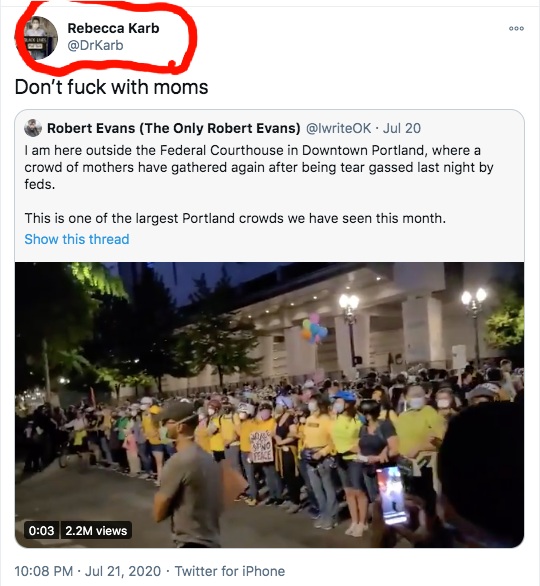 Rebecca Karb
@DrKarb
Don't fuck with moms
Robert Evans (The Only Robert Evans) @IwriteOK · Jul 20
I am here outside the Federal Courthouse in Downtown Portland, where a
crowd of mothers have gathered again after being tear gassed last night by
feds.
This is one of the largest Portland crowds we have seen this month.
Show this thread
0:03 2.2M views
10:08 PM · Jul 21, 2020 · Twitter for iPhone